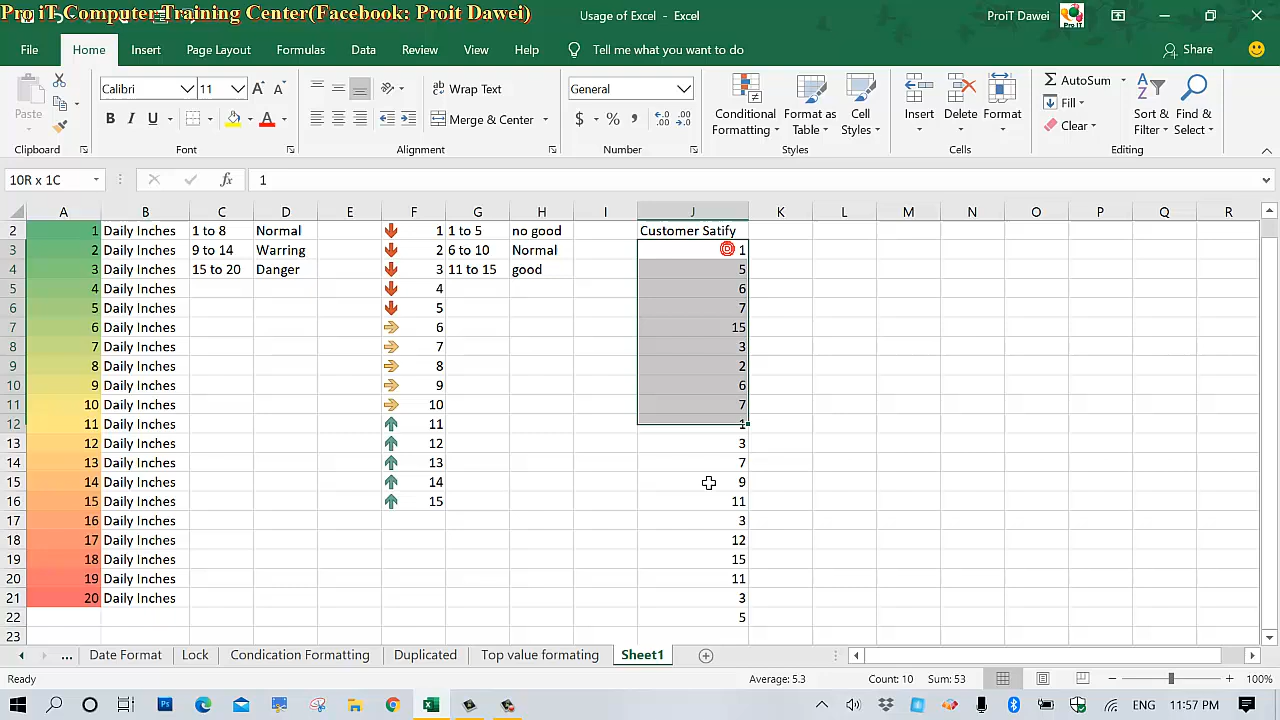 Pro iT Computer Training Center(Facebook: Proit Dawei)
Usage of Excel - Excel
ProiT Dawei
Pro iT
File Home Insert Page Layout Formulas Data Review View Help Tell me what you want to do Share
Paste
Clipboard
Calibri 11
B I U
Font
Wrap Text
Merge & Center
Alignment
General
$ % ,
Number
Conditional Formatting
Format as Table
Cell Styles
Styles
Insert Delete Format
Cells
AutoSum
Fill
Clear
Sort & Filter
Find & Select
Editing
10R x 1C fx 1
A B C D E F G H I J K L M N O P Q R
2 1 Daily Inches 1 to 8 Normal 1 1 to 5 no good Customer Satify
3 2 Daily Inches 9 to 14 Warring 2 6 to 10 Normal 1
4 3 Daily Inches 15 to 20 Danger 3 11 to 15 good 5
5 4 Daily Inches 4 6
6 5 Daily Inches 5 7
7 6 Daily Inches 6 15
8 7 Daily Inches 7 3
9 8 Daily Inches 8 2
10 9 Daily Inches 9 6
11 10 Daily Inches 10 7
12 11 Daily Inches 11 1
13 12 Daily Inches 12 3
14 13 Daily Inches 13 7
15 14 Daily Inches 14 9
16 15 Daily Inches 15 11
17 16 Daily Inches 3
18 17 Daily Inches 12
19 18 Daily Inches 15
20 19 Daily Inches 11
21 20 Daily Inches 3
22 5
23
... Date Format Lock Condication Formatting Duplicated Top value formating Sheet1
Ready Average: 5.3 Count: 10 Sum: 53 100%
ENG 11:57 PM